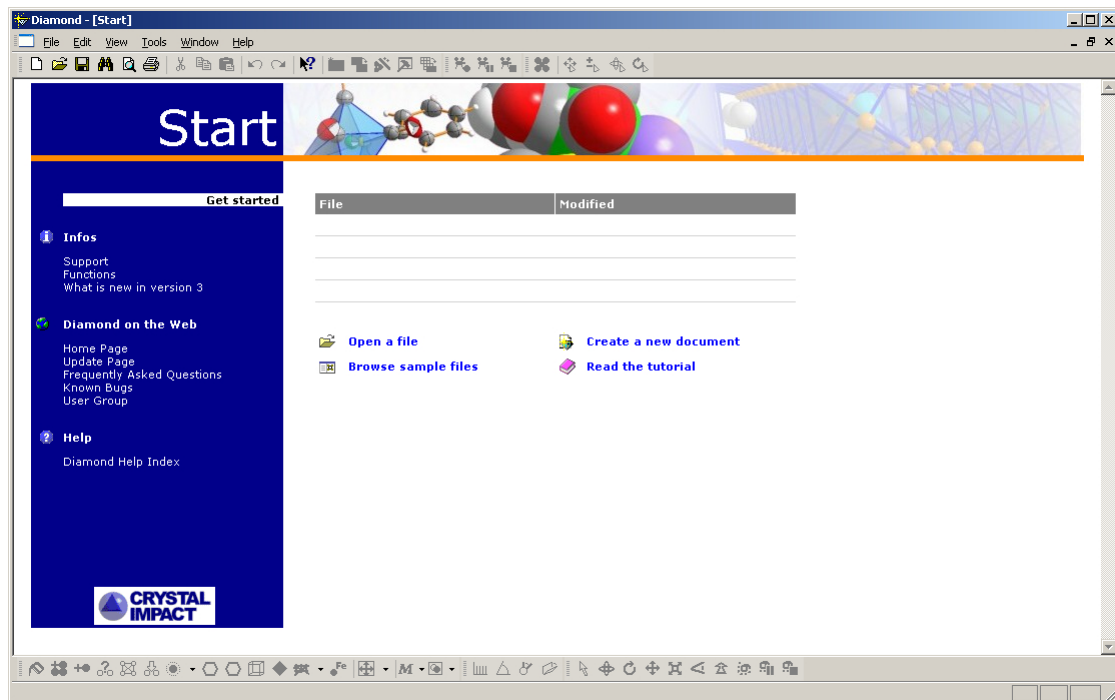 Diamond - [Start]
File Edit View Tools Window Help
Start
Get started
Infos
Support
Functions
What is new in version 3
Diamond on the Web
Home Page
Update Page
Frequently Asked Questions
Known Bugs
User Group
Help
Diamond Help Index
CRYSTAL
IMPACT
File Modified
Open a file Create a new document
Browse sample files Read the tutorial
Fe
M